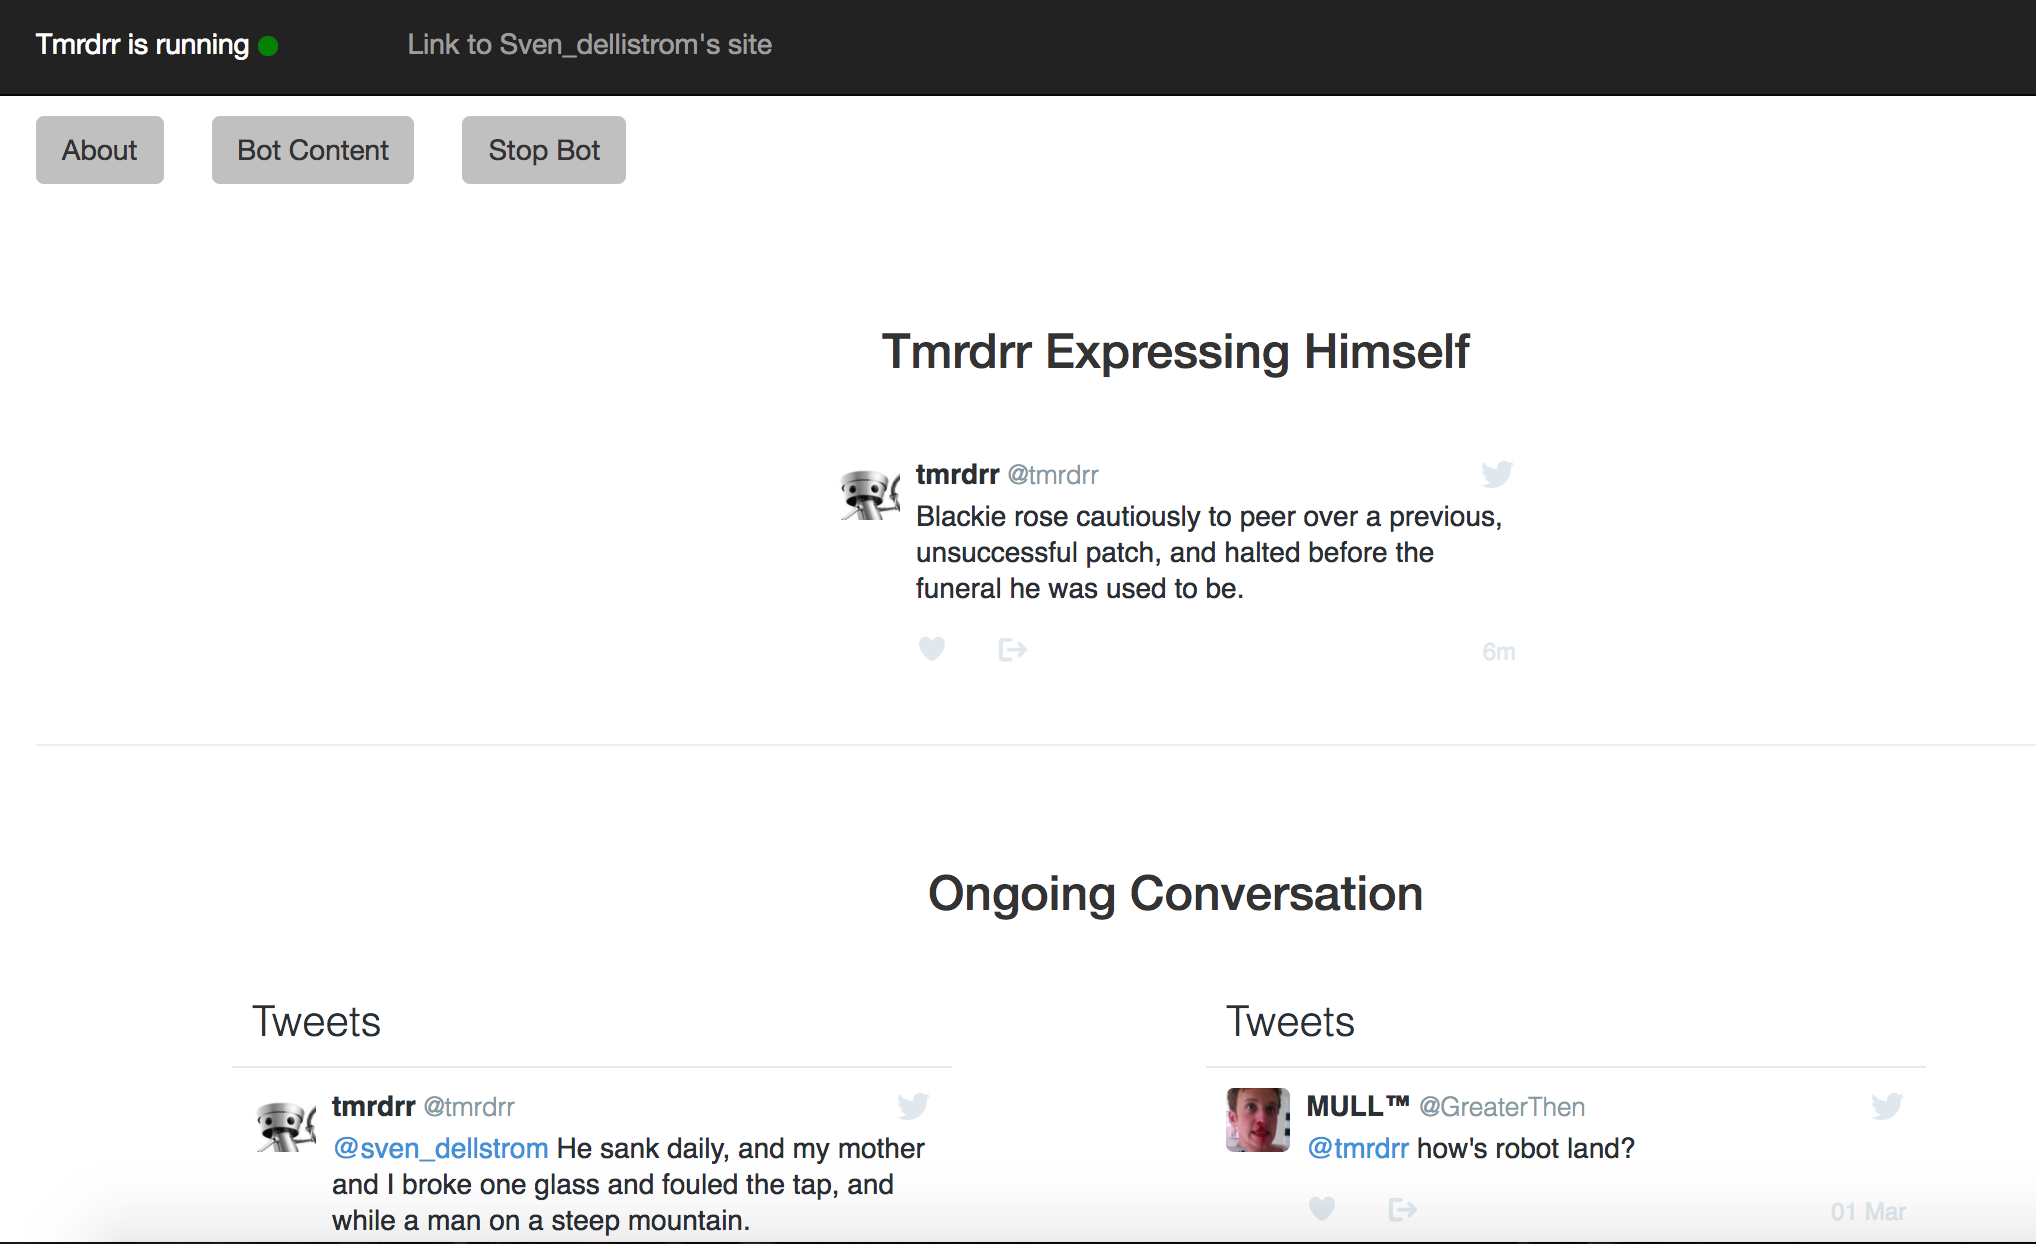 Tmrdrr is running
Link to Sven_dellistrom's site
About
Bot Content
Stop Bot
Tmrdrr Expressing Himself
tmrdrr @tmrdrr
Blackie rose cautiously to peer over a previous,
unsuccessful patch, and halted before the
funeral he was used to be.
6m
Ongoing Conversation
Tweets
tmrdrr @tmrdrr
@sven_dellstrom He sank daily, and my mother
and I broke one glass and fouled the tap, and
while a man on a steep mountain.
Tweets
MULL™ @GreaterThen
@tmrdrr how's robot land?
01 Mar